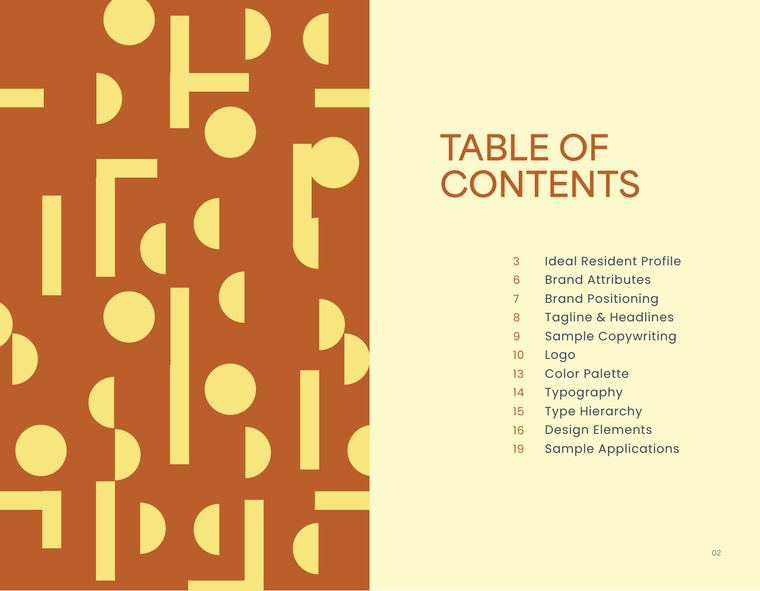 TABLE OF
CONTENTS
3 Ideal Resident Profile
6 Brand Attributes
7 Brand Positioning
8 Tagline & Headlines
9 Sample Copywriting
10 Logo
13 Color Palette
14 Typography
15 Type Hierarchy
16 Design Elements
19 Sample Applications
02